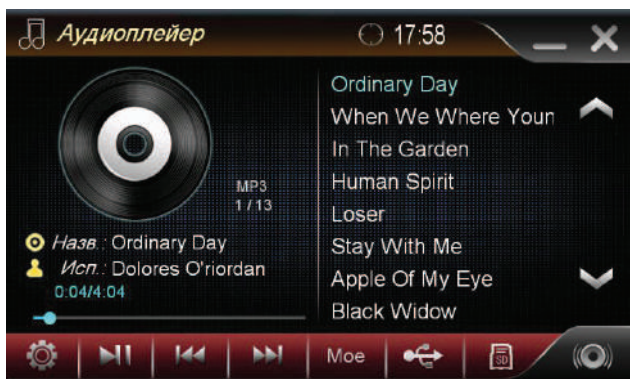 Аудиоплейер
17:58
MP3
1 / 13
Назв.: Ordinary Day
Исп.: Dolores O'riordan
0:04/4:04
Ordinary Day
When We Where Youn
In The Garden
Human Spirit
Loser
Stay With Me
Apple Of My Eye
Black Widow
Мое
SD